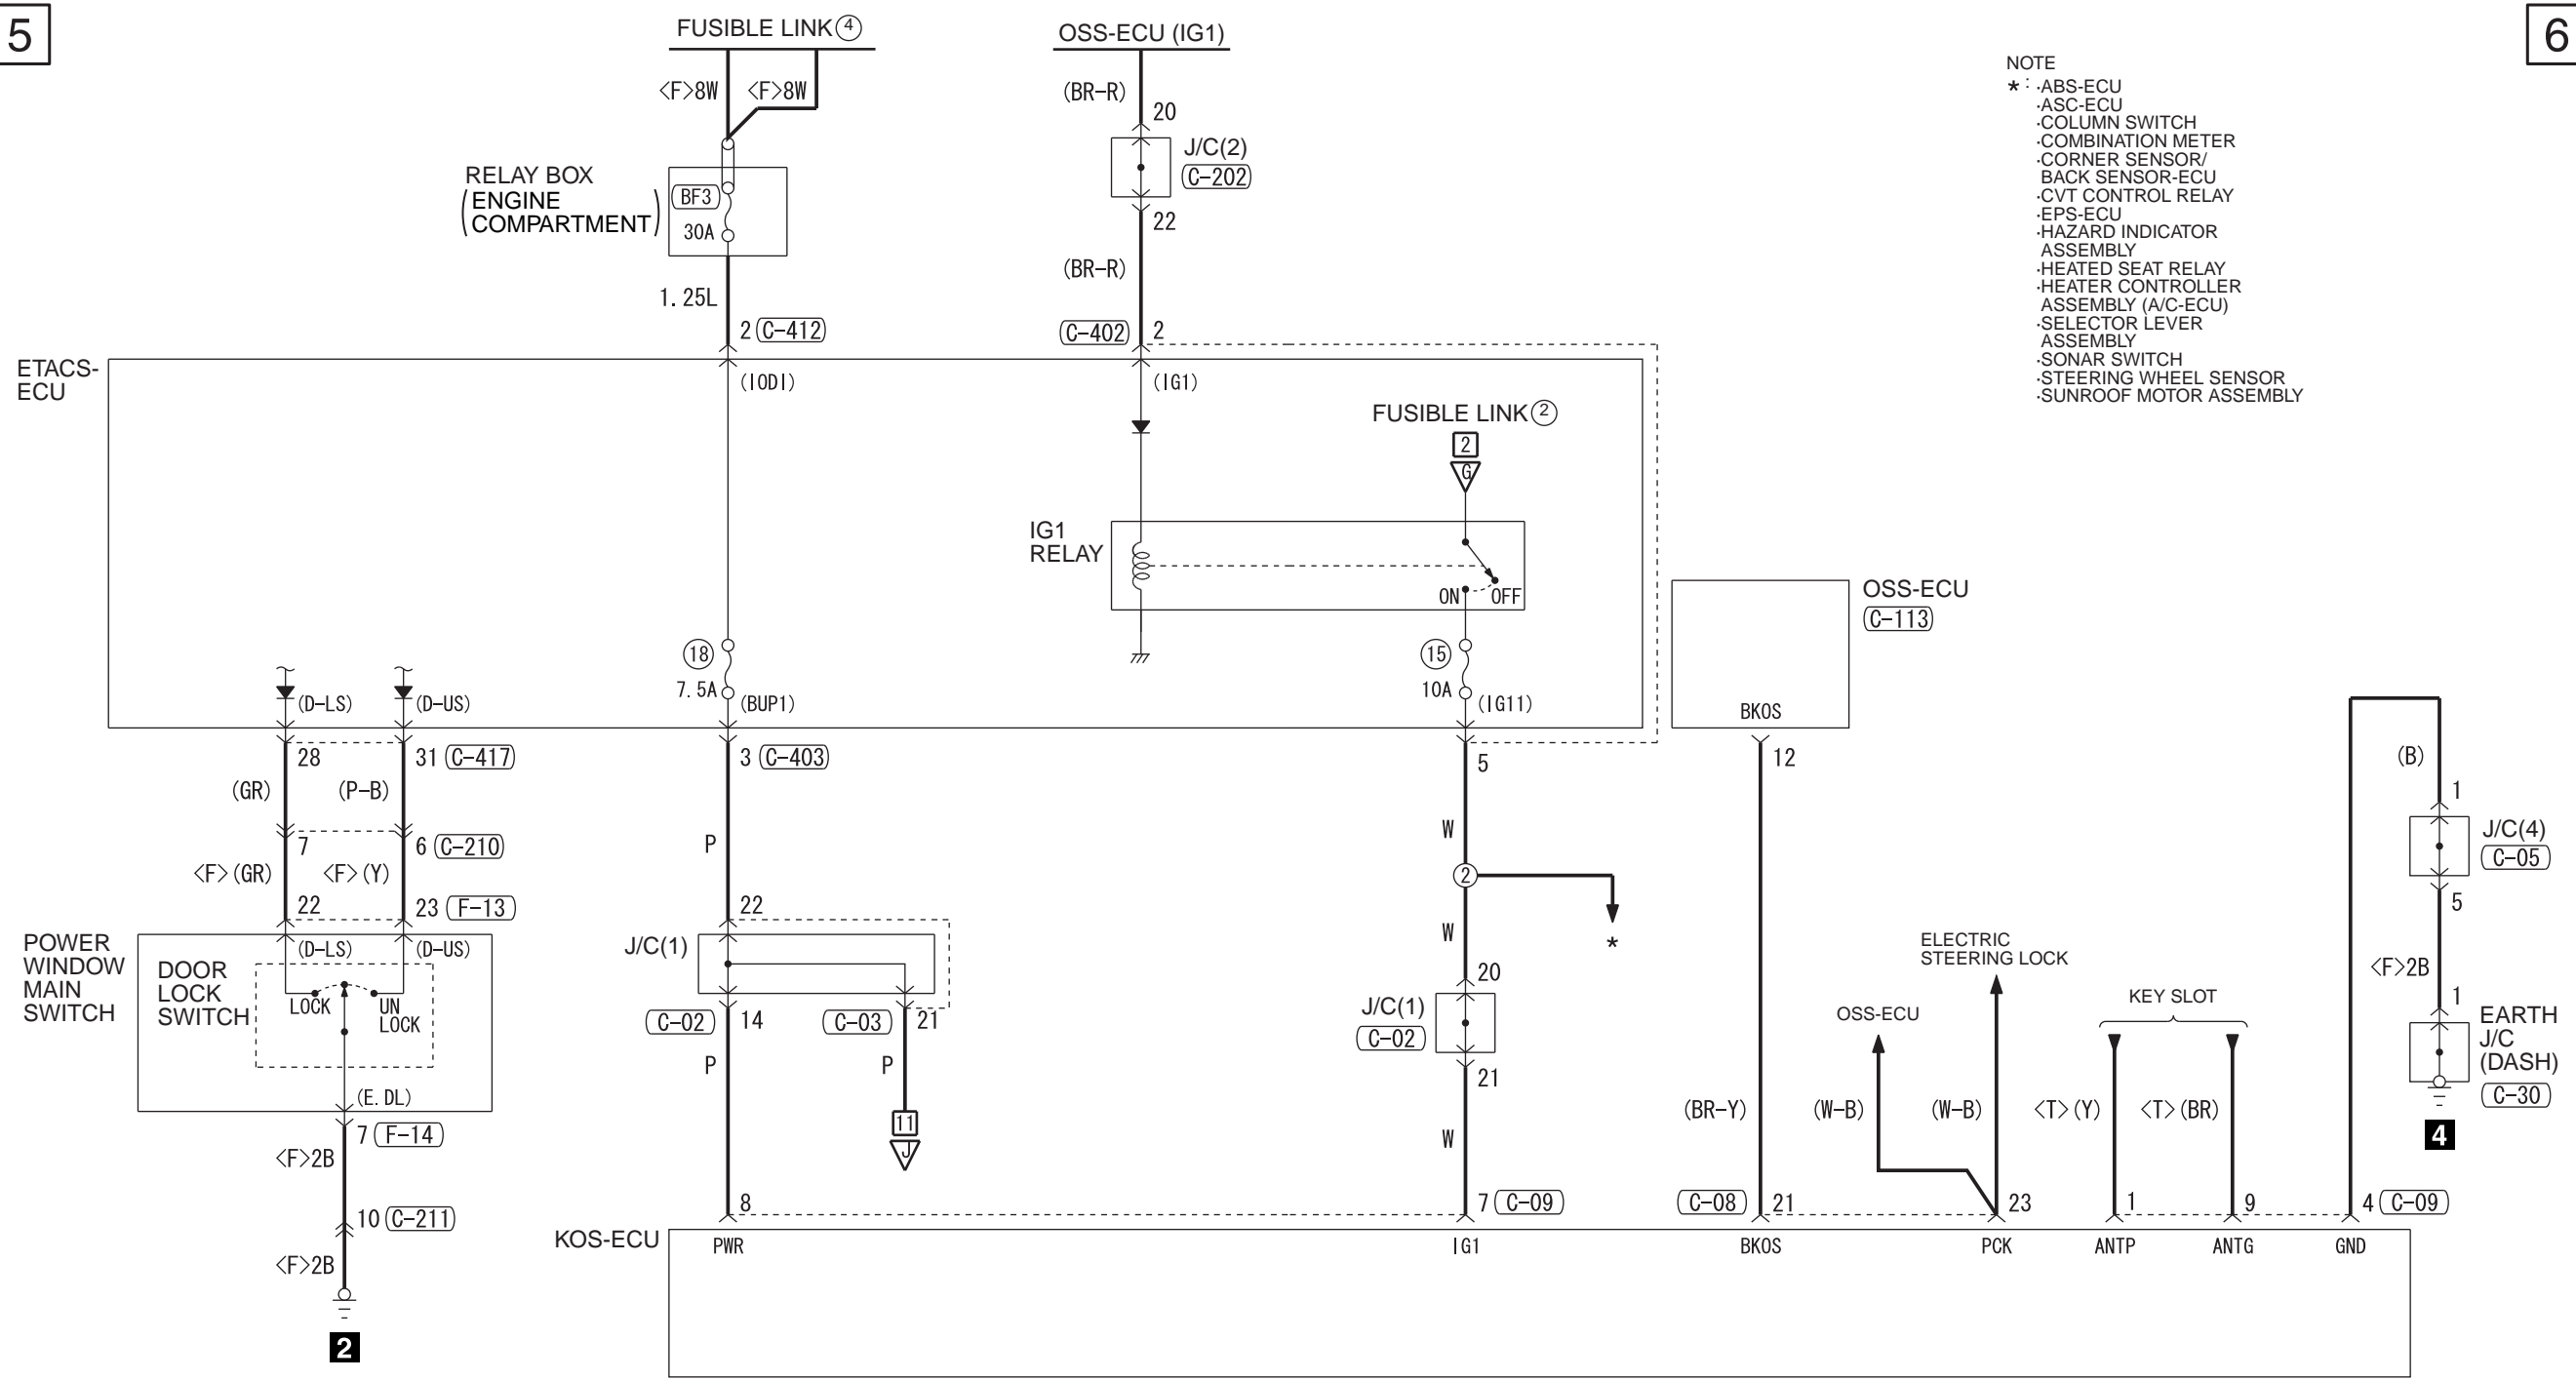 5
6
FUSIBLE LINK ④
OSS-ECU (IG1)
NOTE
* : ·ABS-ECU
·ASC-ECU
·COLUMN SWITCH
·COMBINATION METER
·CORNER SENSOR/
BACK SENSOR-ECU
·CVT CONTROL RELAY
·EPS-ECU
·HAZARD INDICATOR
ASSEMBLY
·HEATED SEAT RELAY
·HEATER CONTROLLER
ASSEMBLY (A/C-ECU)
·SELECTOR LEVER
ASSEMBLY
·SONAR SWITCH
·STEERING WHEEL SENSOR
·SUNROOF MOTOR ASSEMBLY
<F>8W <F>8W
(BR-R)
20
J/C(2)
C-202
22
(BR-R)
RELAY BOX
(ENGINE
COMPARTMENT)
BF3
30A
1.25L
2 C-412
C-402 2
ETACS-
ECU
(IODI)
(IG1)
FUSIBLE LINK ②
2
G
IG1
RELAY
ON OFF
OSS-ECU
C-113
18
7.5A
(BUP1)
15
10A
(IG11)
BKOS
(D-LS) (D-US)
28 31 C-417
3 C-403
5
12
(GR) (P-B)
7 6 C-210
<F>(GR) <F>(Y)
22 23 F-13
P
22
W
2
*
W
20
(B)
1
J/C(4)
C-05
5
<F>2B
1
EARTH
J/C
(DASH)
C-30
4
POWER
WINDOW
MAIN
SWITCH
DOOR
LOCK
SWITCH
(D-LS) (D-US)
LOCK
UN
LOCK
(E.DL)
7 F-14
<F>2B
10 C-211
<F>2B
2
J/C(1)
C-02 14
C-03 21
P
P
11
J
J/C(1)
C-02
21
W
ELECTRIC
STEERING LOCK
OSS-ECU
KEY SLOT
(BR-Y) (W-B) (W-B) <T>(Y) <T>(BR)
8
7 C-09
C-08 21
23
1
9
4 C-09
KOS-ECU
PWR IG1 BKOS PCK ANTP ANTG GND